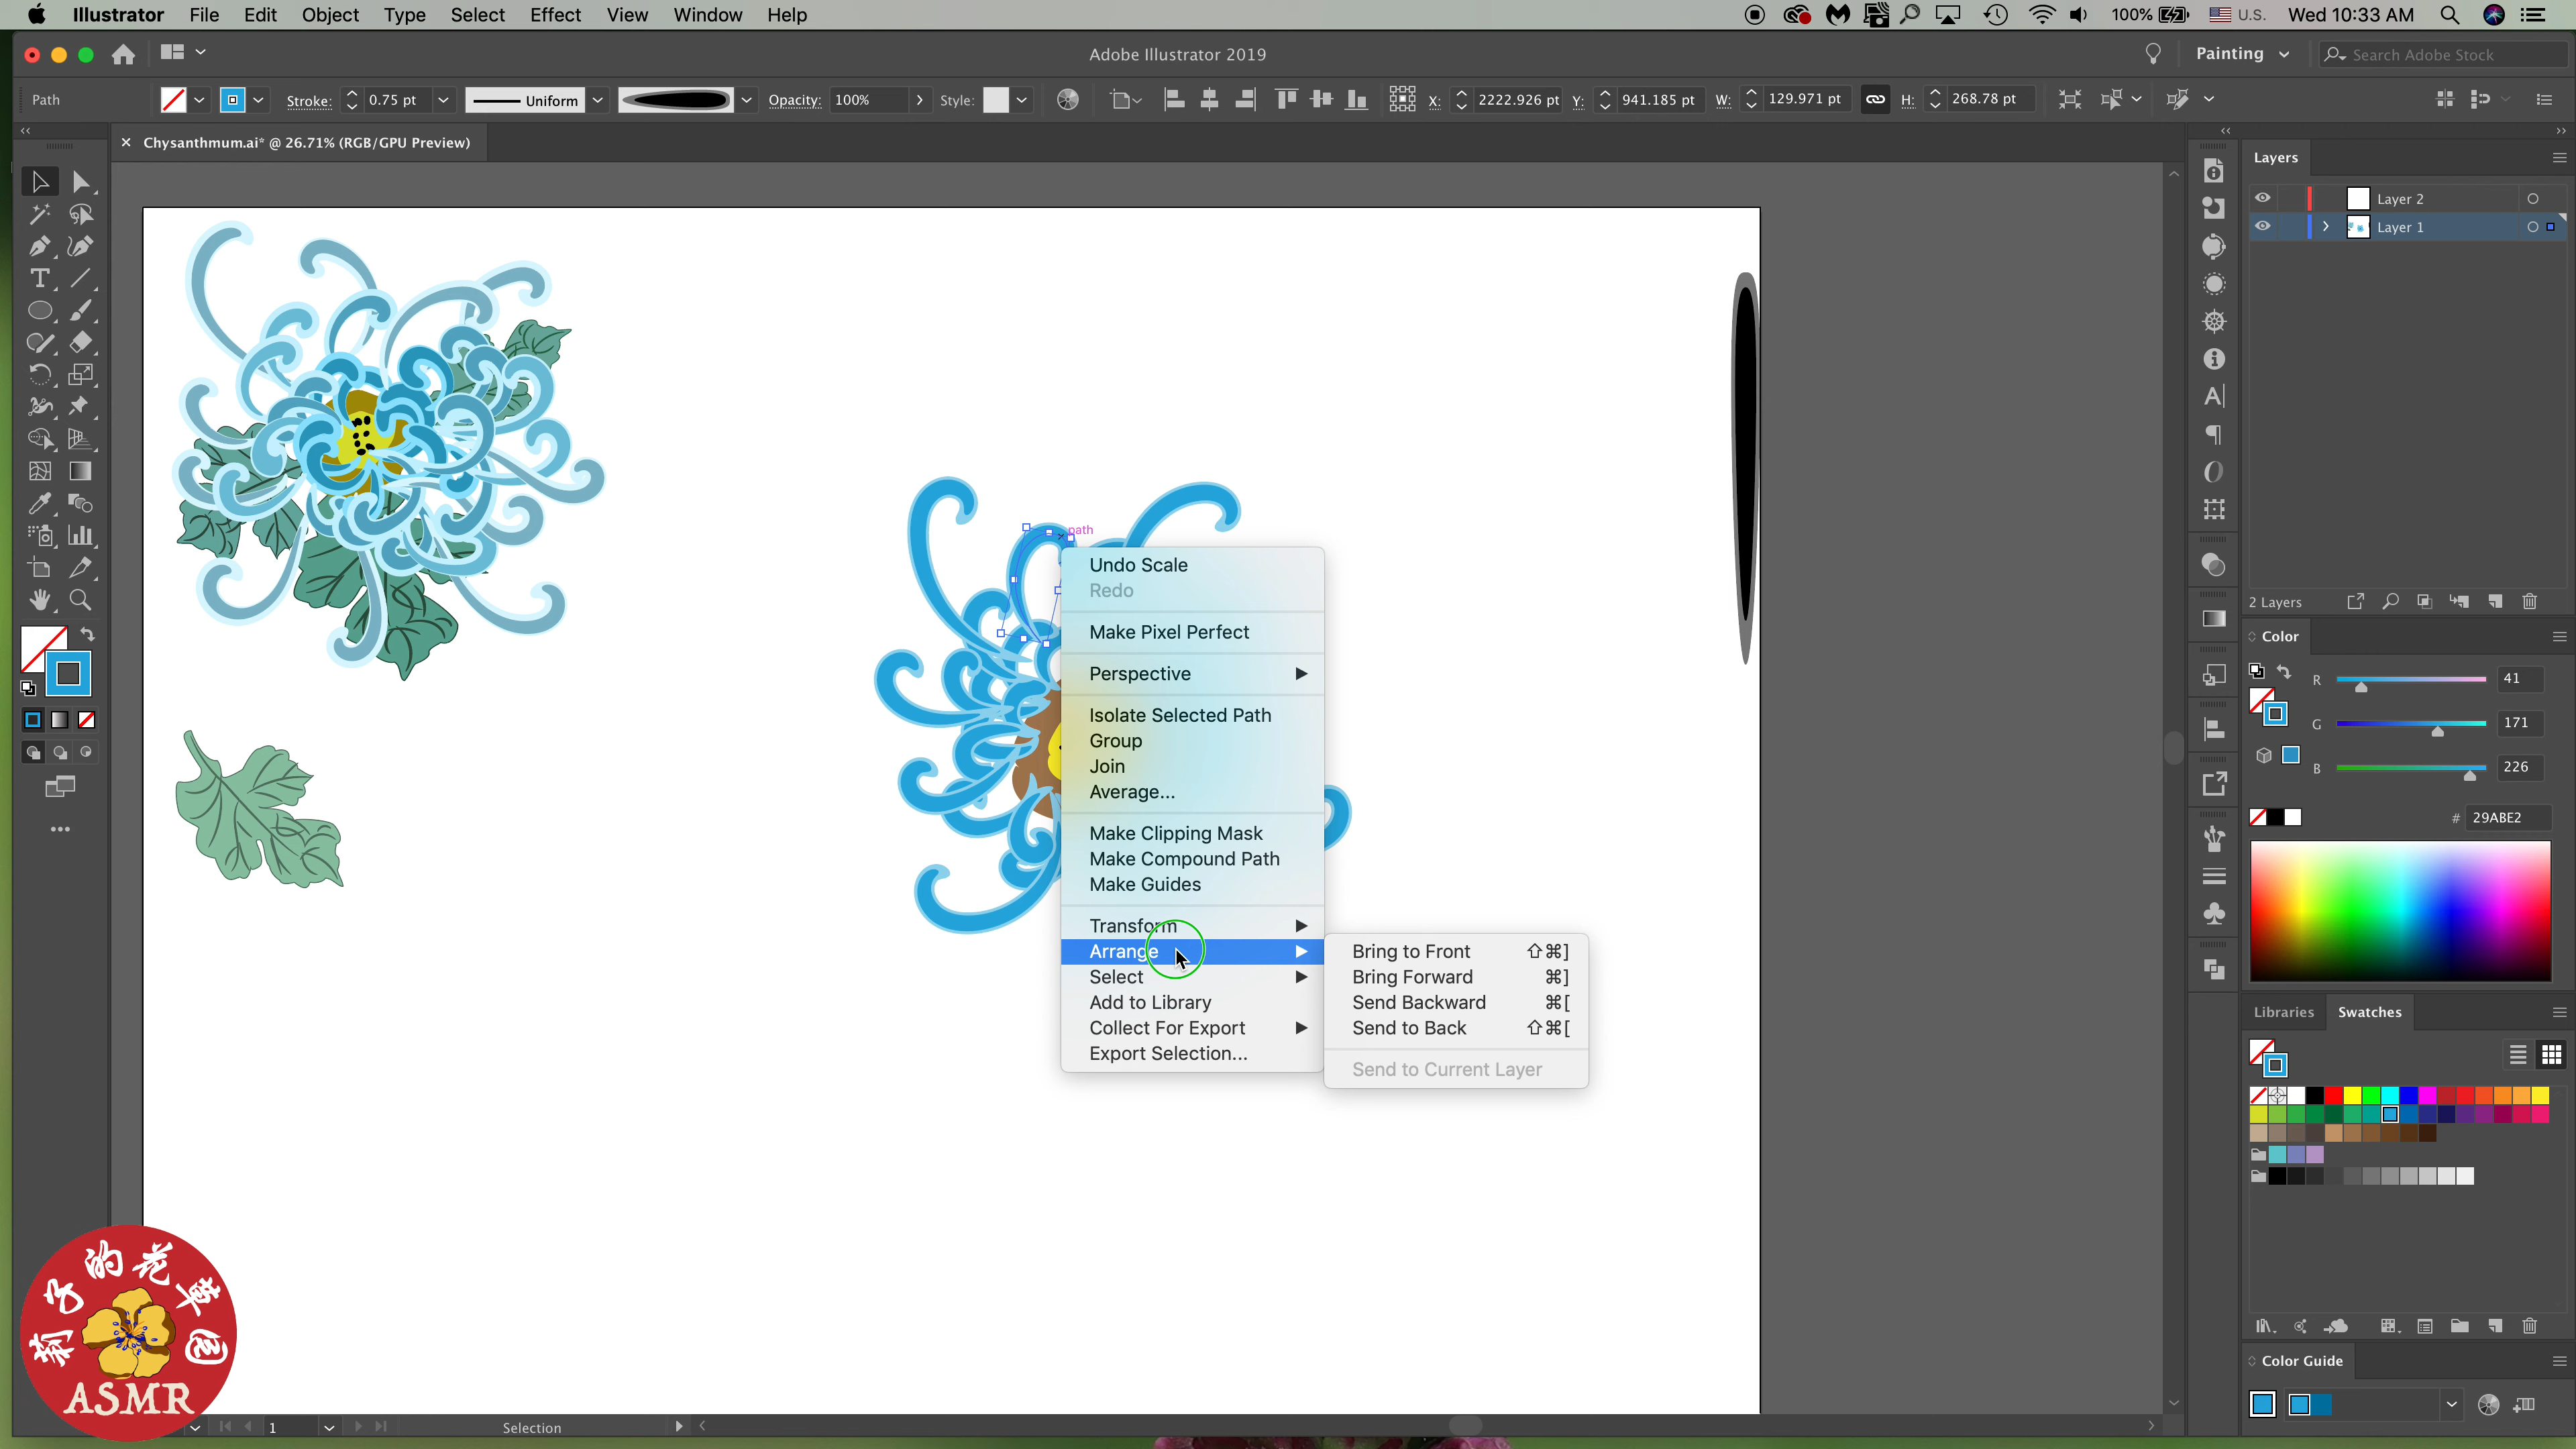 Illustrator File Edit Object Type Select Effect View Window Help
100% U.S. Wed 10:33 AM
Adobe Illustrator 2019
Painting
Search Adobe Stock
Path
Stroke: 0.75 pt
Uniform
Opacity: 100%
Style:
X: 2222.926 pt Y: 941.185 pt W: 129.971 pt H: 268.78 pt
Chysanthmum.ai* @ 26.71% (RGB/GPU Preview)
path
Undo Scale
Redo
Make Pixel Perfect
Perspective
Isolate Selected Path
Group
Join
Average...
Make Clipping Mask
Make Compound Path
Make Guides
Transform
Arrange
Select
Add to Library
Collect For Export
Export Selection...
Bring to Front ⇧⌘]
Bring Forward ⌘]
Send Backward ⌘[
Send to Back ⇧⌘[
Send to Current Layer
Layers
Layer 2
Layer 1
2 Layers
Color
R 41
G 171
B 226
# 29ABE2
Libraries Swatches
Color Guide
的花草
ASMR
1
Selection